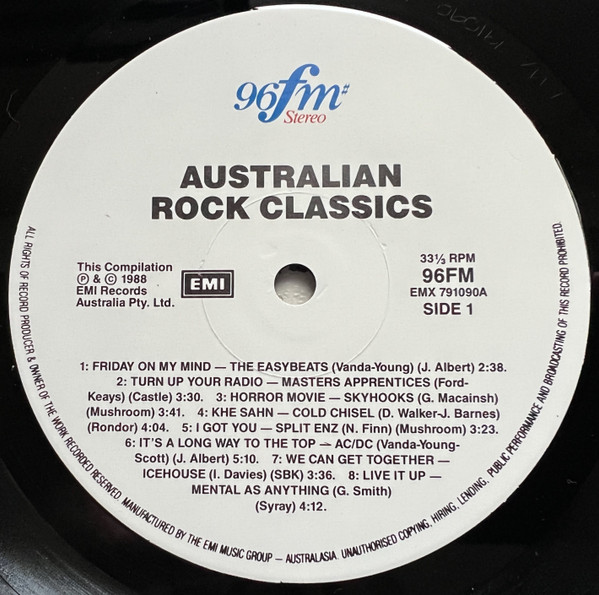 96fm
Stereo
AUSTRALIAN
ROCK CLASSICS
This Compilation
Ⓟ & © 1988
EMI Records
Australia Pty. Ltd.
EMI
33⅓ RPM
96FM
EMX 791090A
SIDE 1
1: FRIDAY ON MY MIND — THE EASYBEATS (Vanda-Young) (J. Albert) 2:38.
2: TURN UP YOUR RADIO — MASTERS APPRENTICES (Ford-
Keays) (Castle) 3:30. 3: HORROR MOVIE — SKYHOOKS (G. Macainsh)
(Mushroom) 3:41. 4: KHE SAHN — COLD CHISEL (D. Walker-J. Barnes)
(Rondor) 4:04. 5: I GOT YOU — SPLIT ENZ (N. Finn) (Mushroom) 3:23.
6: IT'S A LONG WAY TO THE TOP — AC/DC (Vanda-Young-
Scott) (J. Albert) 5:10. 7: WE CAN GET TOGETHER —
ICEHOUSE (I. Davies) (SBK) 3:36. 8: LIVE IT UP —
MENTAL AS ANYTHING (G. Smith)
(Syray) 4:12.
ALL RIGHTS OF RECORD PRODUCER & OWNER OF THE WORK RECORDED RESERVED. MANUFACTURED BY THE EMI MUSIC GROUP — AUSTRALASIA. UNAUTHORISED COPYING, HIRING, LENDING, PUBLIC PERFORMANCE AND BROADCASTING OF THIS RECORD PROHIBITED.